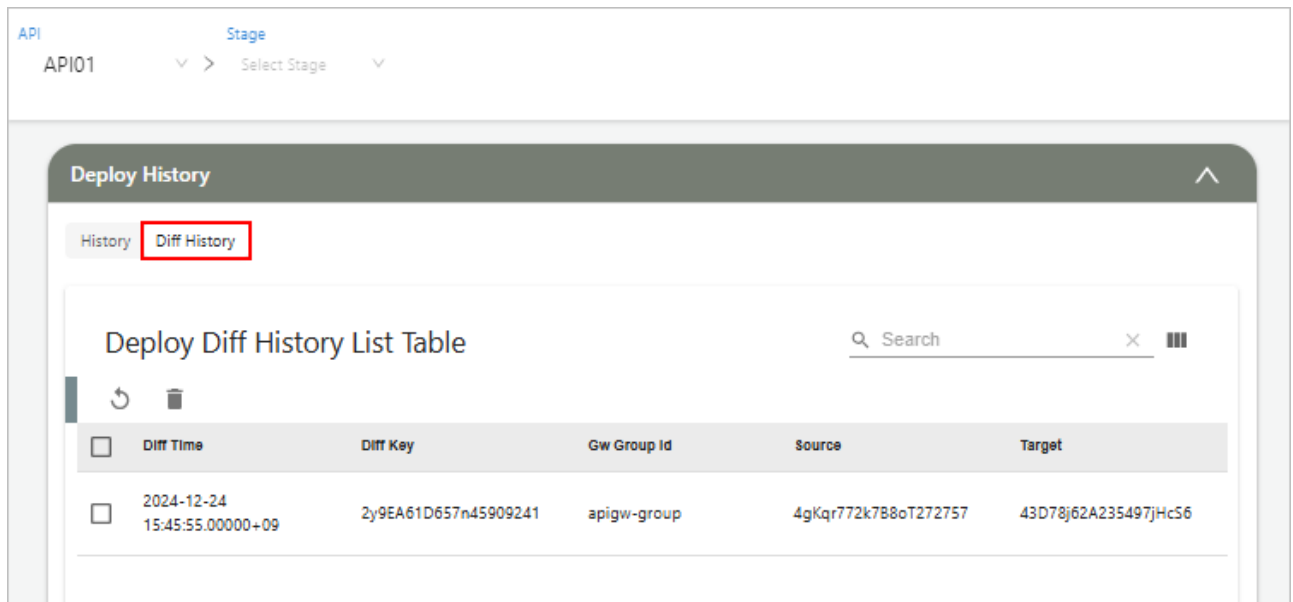 API Stage
API01 > Select Stage
Deploy History
History Diff History
Deploy Diff History List Table Search
Diff Time Diff Key Gw Group Id Source Target
2024-12-24
15:45:55.00000+09 2y9EA61D657n45909241 apigw-group 4gKqr772k7B8oT272757 43D78j62A235497jHcS6